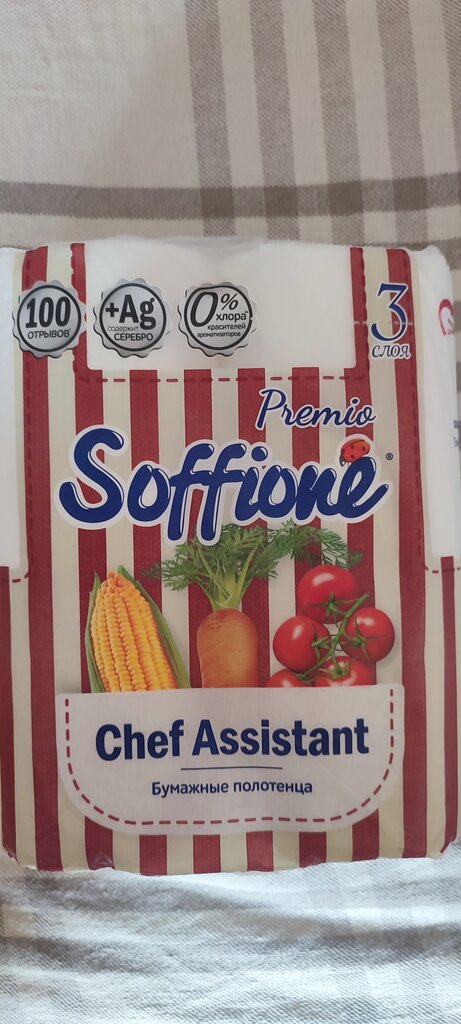 100
ОТРЫВОВ
+Ag
содержит
СЕРЕБРО
0%
хлора
красителей
ароматизаторов
3
СЛОЯ
Premio
Soffione®
Chef Assistant
Бумажные полотенца